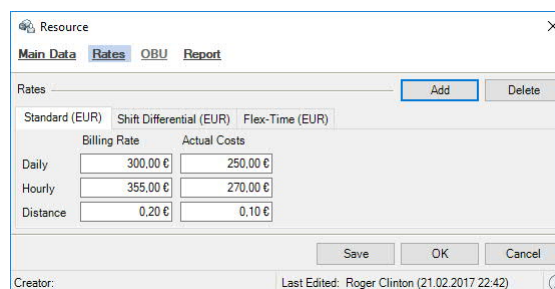 Resource
Main Data Rates OBU Report
Rates Add Delete
Standard (EUR) Shift Differential (EUR) Flex-Time (EUR)
Billing Rate Actual Costs
Daily 300,00 € 250,00 €
Hourly 355,00 € 270,00 €
Distance 0,20 € 0,10 €
Save OK Cancel
Creator: Last Edited: Roger Clinton (21.02.2017 22:42)